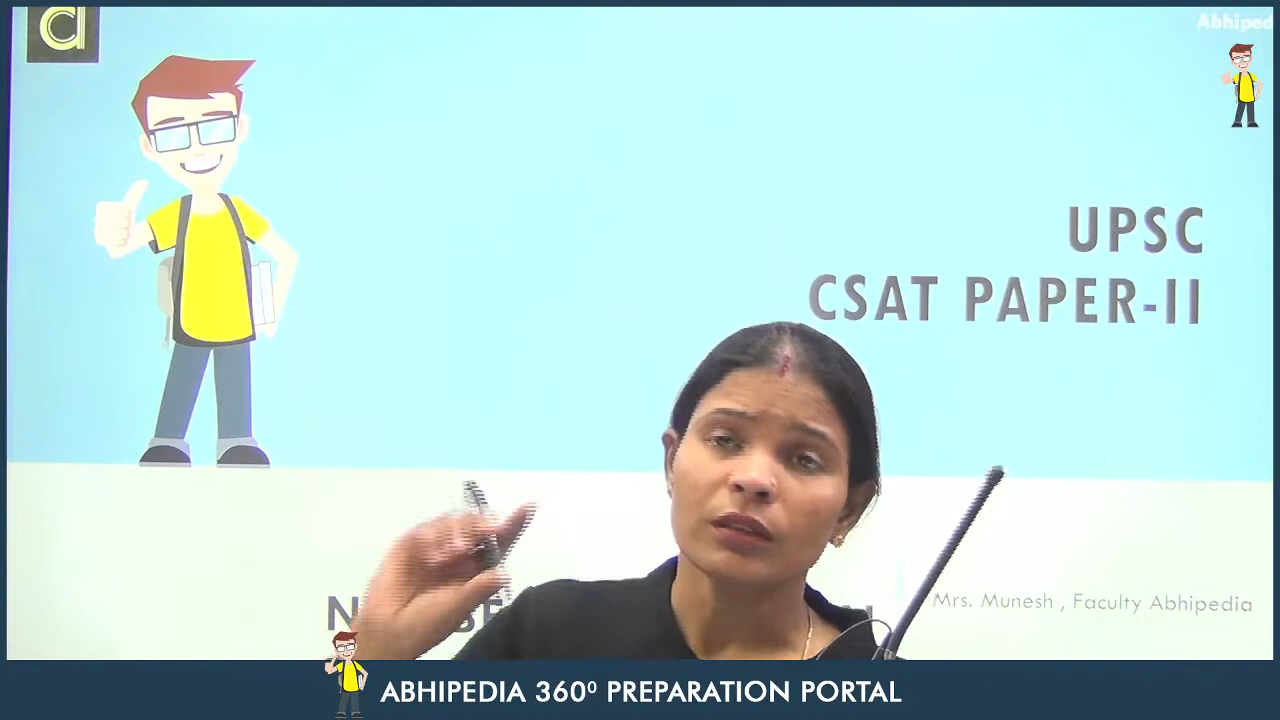 d
Abhiped
UPSC
CSAT PAPER-II
Mrs. Munesh , Faculty Abhipedia
ABHIPEDIA 360⁰ PREPARATION PORTAL